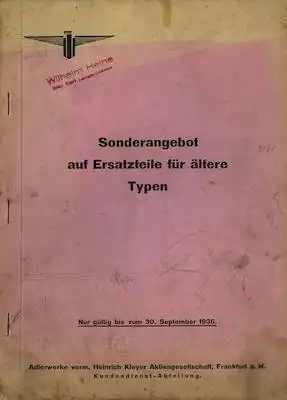 Wilhelm Heine
Sonderangebot
auf Ersatzteile für ältere
Typen
Nur gültig bis zum 30. September 1936.
Adlerwerke vorm. Heinrich Kleyer Aktiengesellschaft, Frankfurt a. M.
Kundendienst-Abteilung.